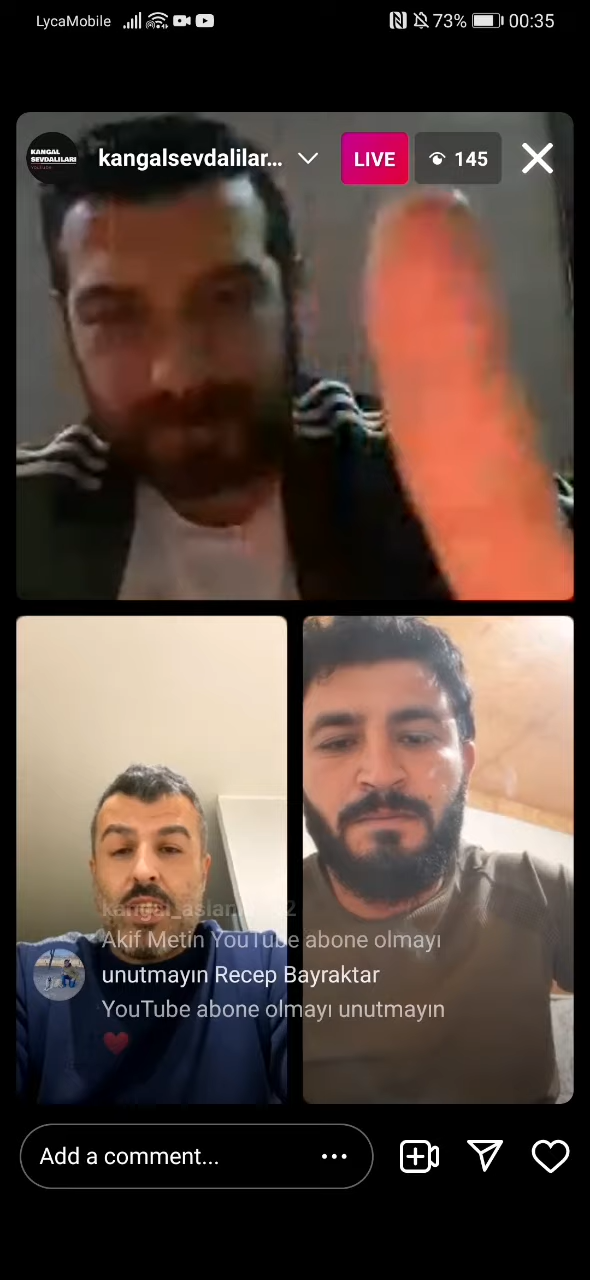 LycaMobile 73% 00:35
KANGAL
SEVDALILARI
YouTube
kangalsevdalilar... LIVE 145
Akif Metin YouTube abone olmayı
unutmayın Recep Bayraktar
YouTube abone olmayı unutmayın
Add a comment...